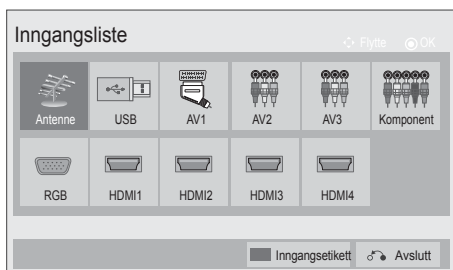 Inngangsliste
Flytte OK
Antenne USB AV1 AV2 AV3 Komponent
RGB HDMI1 HDMI2 HDMI3 HDMI4
Inngangsetikett Avslutt